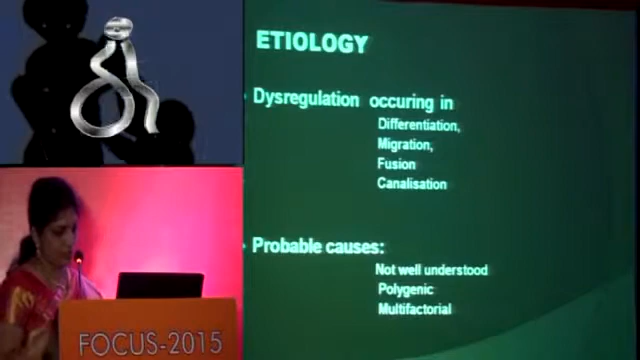 ETIOLOGY
Dysregulation occuring in
Differentiation,
Migration,
Fusion
Canalisation
Probable causes:
Not well understood
Polygenic
Multifactorial
FOCUS-2015